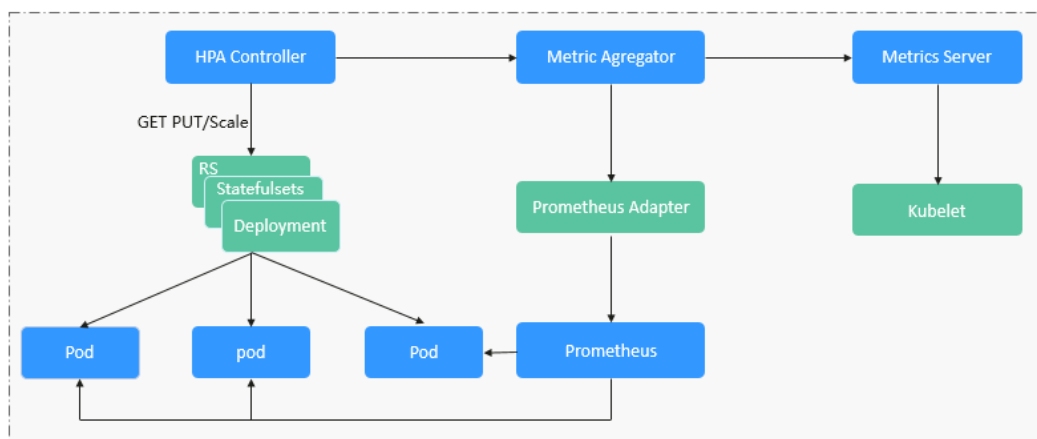 HPA Controller
Metric Agregator
Metrics Server
GET PUT/Scale
RS
Statefulsets
Deployment
Prometheus Adapter
Kubelet
Pod
pod
Pod
Prometheus